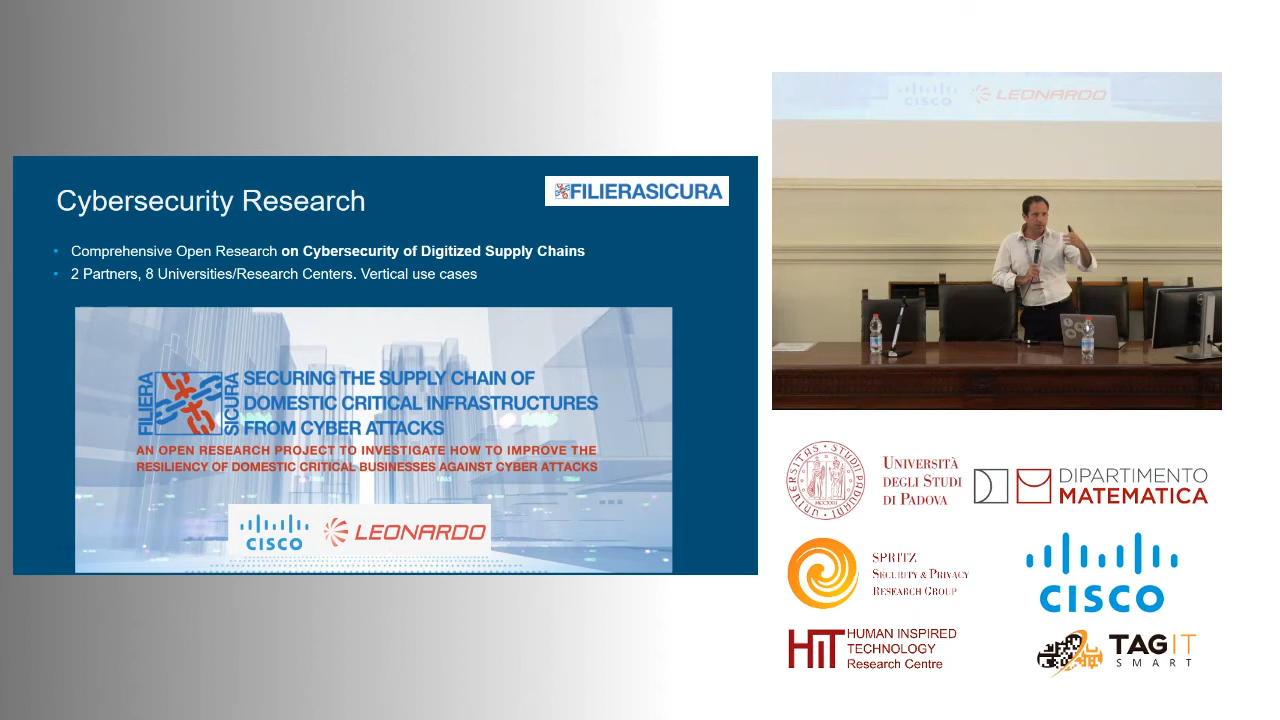 Cybersecurity Research
FILIERASICURA
• Comprehensive Open Research on Cybersecurity of Digitized Supply Chains
• 2 Partners, 8 Universities/Research Centers. Vertical use cases
FILIERA
SICURA
SECURING THE SUPPLY CHAIN OF
DOMESTIC CRITICAL INFRASTRUCTURES
FROM CYBER ATTACKS
AN OPEN RESEARCH PROJECT TO INVESTIGATE HOW TO IMPROVE THE
RESILIENCY OF DOMESTIC CRITICAL BUSINESSES AGAINST CYBER ATTACKS
CISCO
LEONARDO
CISCO
LEONARDO
UNIVERSITÀ
DEGLI STUDI
DI PADOVA
DIPARTIMENTO
MATEMATICA
SPRITZ
SECURITY & PRIVACY
RESEARCH GROUP
CISCO
HIT
HUMAN INSPIRED
TECHNOLOGY
Research Centre
TAGIT
SMART